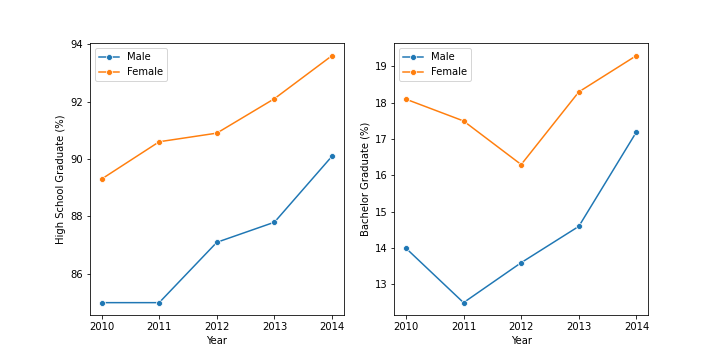 High School Graduate (%)
94
92
90
88
86
Male
Female
2010 2011 2012 2013 2014
Year
Bachelor Graduate (%)
19
18
17
16
15
14
13
Male
Female
2010 2011 2012 2013 2014
Year